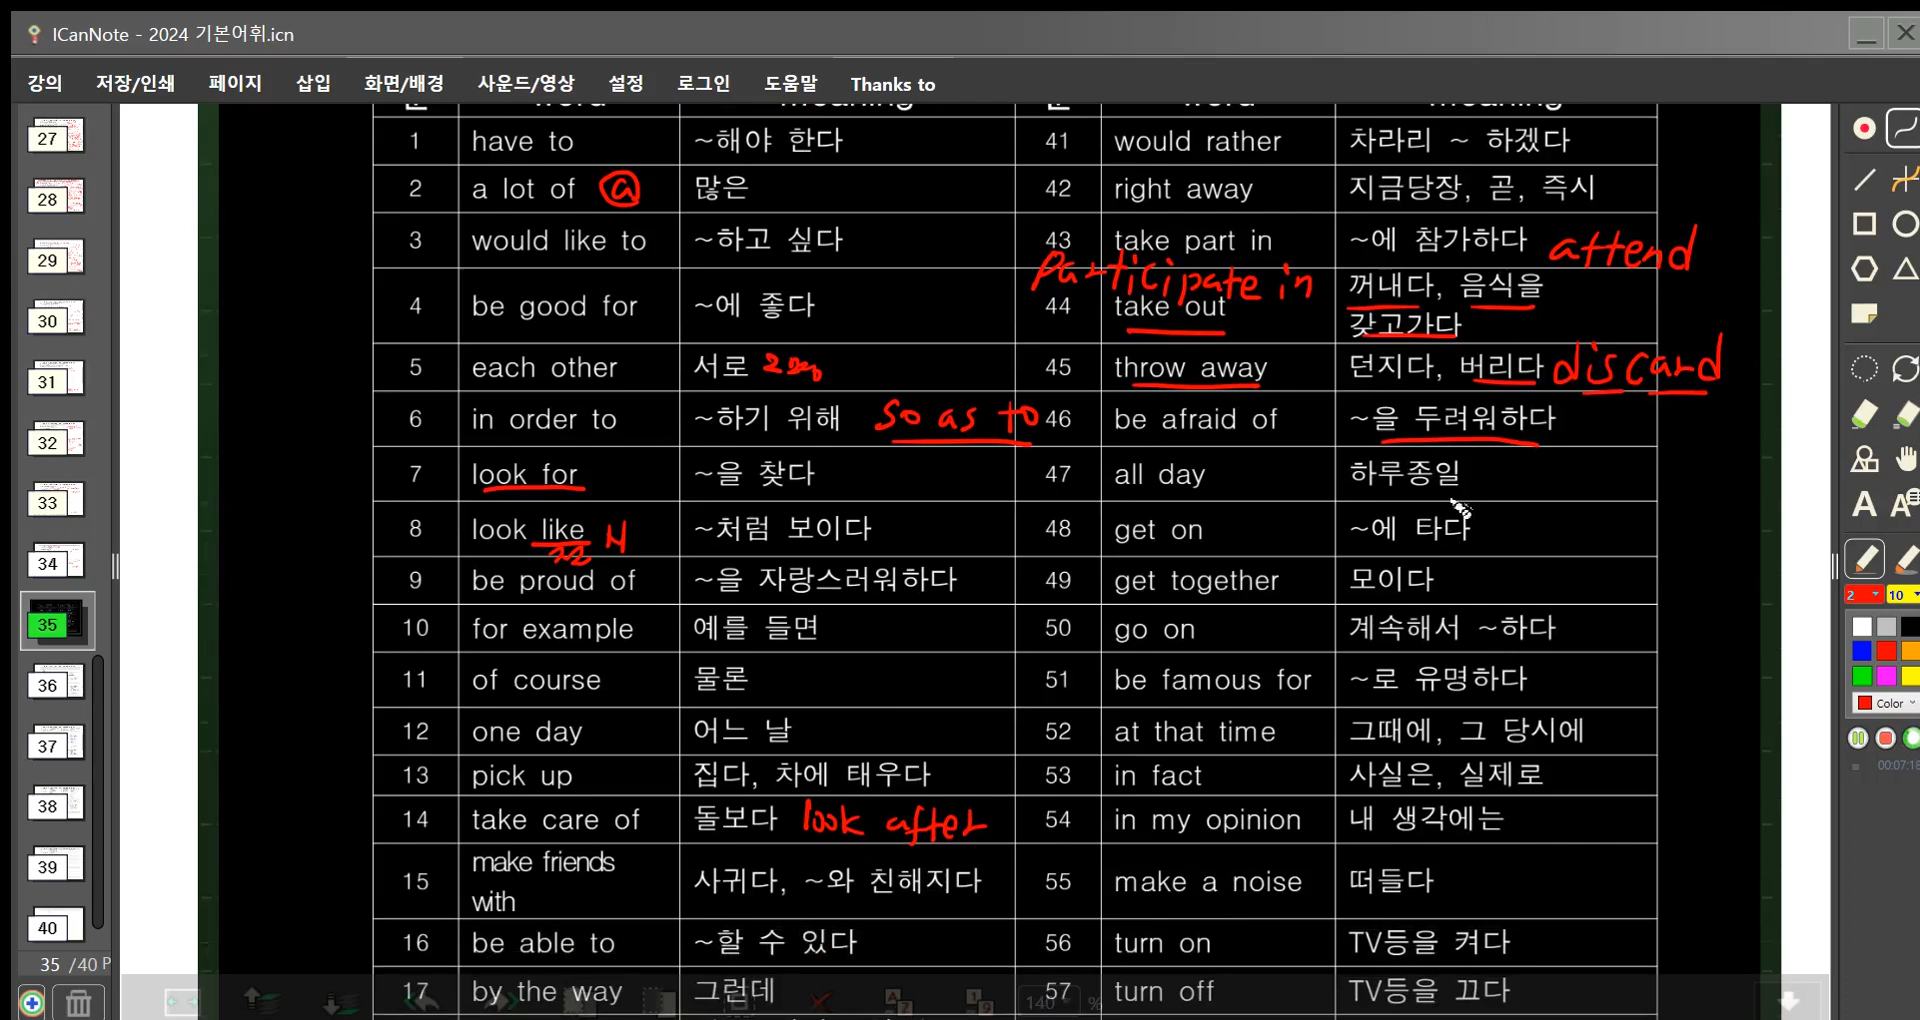 ICanNote - 2024 기본어휘.icn
강의 저장/인쇄 페이지 삽입 화면/배경 사운드/영상 설정 로그인 도움말 Thanks to
1 have to ~해야 한다 41 would rather 차라리 ~ 하겠다
2 a lot of ⓐ 많은 42 right away 지금당장, 곧, 즉시
3 would like to ~하고 싶다 43 take part in ~에 참가하다 attend
participate in
4 be good for ~에 좋다 44 take out 꺼내다, 음식을
갖고가다
5 each other 서로 45 throw away 던지다, 버리다 discard
6 in order to ~하기 위해 so as to 46 be afraid of ~을 두려워하다
7 look for ~을 찾다 47 all day 하루종일
8 look like ~처럼 보이다 48 get on ~에 타다
9 be proud of ~을 자랑스러워하다 49 get together 모이다
10 for example 예를 들면 50 go on 계속해서 ~하다
11 of course 물론 51 be famous for ~로 유명하다
12 one day 어느 날 52 at that time 그때에, 그 당시에
13 pick up 집다, 차에 태우다 53 in fact 사실은, 실제로
14 take care of 돌보다 look after 54 in my opinion 내 생각에는
15 make friends
with 사귀다, ~와 친해지다 55 make a noise 떠들다
16 be able to ~할 수 있다 56 turn on TV등을 켜다
17 by the way 그런데 57 turn off TV등을 끄다
27
28
29
30
31
32
33
34
35
36
37
38
39
40
35 /40 P
2 10
Color
00:07:18
140 %